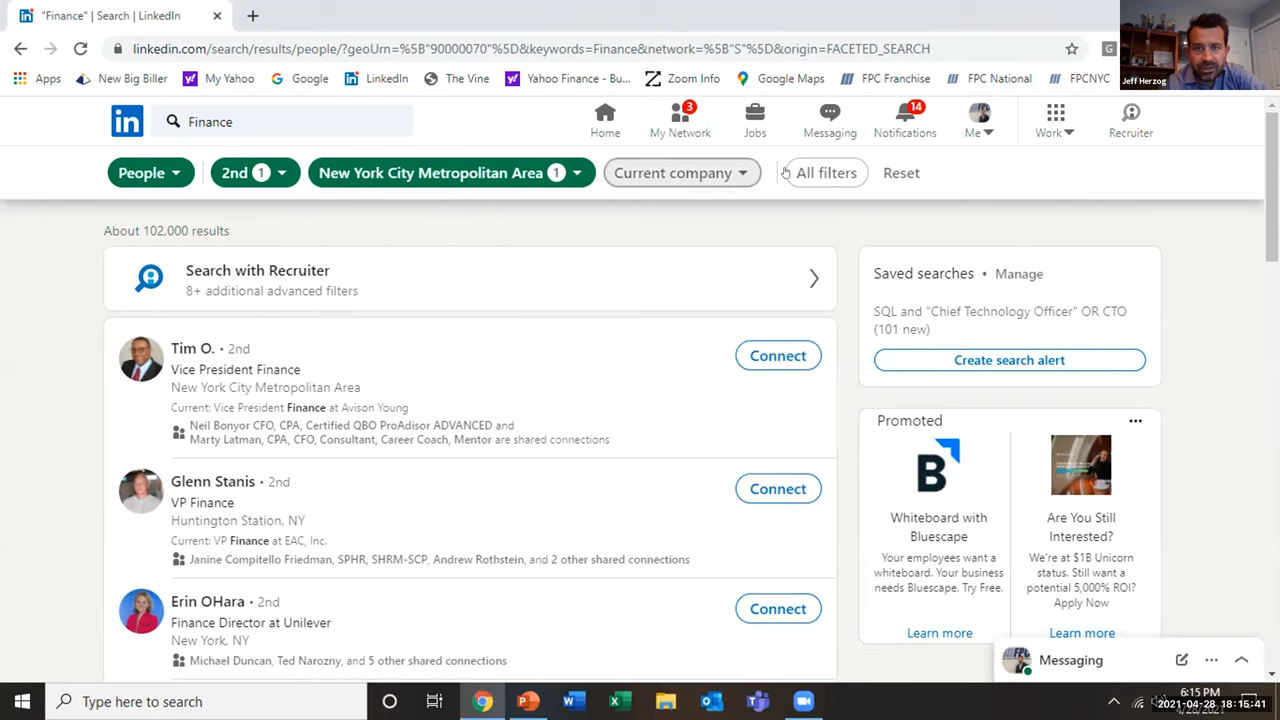 "Finance" | Search | LinkedIn
linkedin.com/search/results/people/?geoUrn=%5B"90000070"%5D&keywords=Finance&network=%5B"S"%5D&origin=FACETED_SEARCH
Apps
New Big Biller
My Yahoo
Google
LinkedIn
The Vine
Yahoo Finance - Bu...
Zoom Info
Google Maps
FPC Franchise
FPC National
FPCNYC
Jeff Herzog
in
Finance
Home
3
My Network
Jobs
Messaging
14
Notifications
Me
Work
Recruiter
People
2nd 1
New York City Metropolitan Area 1
Current company
All filters
Reset
About 102,000 results
Search with Recruiter
8+ additional advanced filters
Tim O. • 2nd
Vice President Finance
New York City Metropolitan Area
Current: Vice President Finance at Avison Young
Neil Bonyor CFO, CPA, Certified QBO ProAdisor ADVANCED and
Marty Latman, CPA, CFO, Consultant, Career Coach, Mentor are shared connections
Connect
Glenn Stanis • 2nd
VP Finance
Huntington Station, NY
Current: VP Finance at EAC, Inc.
Janine Compitello Friedman, SPHR, SHRM-SCP, Andrew Rothstein, and 2 other shared connections
Connect
Erin OHara • 2nd
Finance Director at Unilever
New York, NY
Michael Duncan, Ted Narozny, and 5 other shared connections
Connect
Saved searches • Manage
SQL and "Chief Technology Officer" OR CTO
(101 new)
Create search alert
Promoted
Whiteboard with
Bluescape
Your employees want a
whiteboard. Your business
needs Bluescape. Try Free.
Learn more
Are You Still
Interested?
We're at $1B Unicorn
status. Still want a
potential 5,000% ROI?
Apply Now
Learn more
Messaging
Type here to search
6:15 PM
2021-04-28 18:15:41